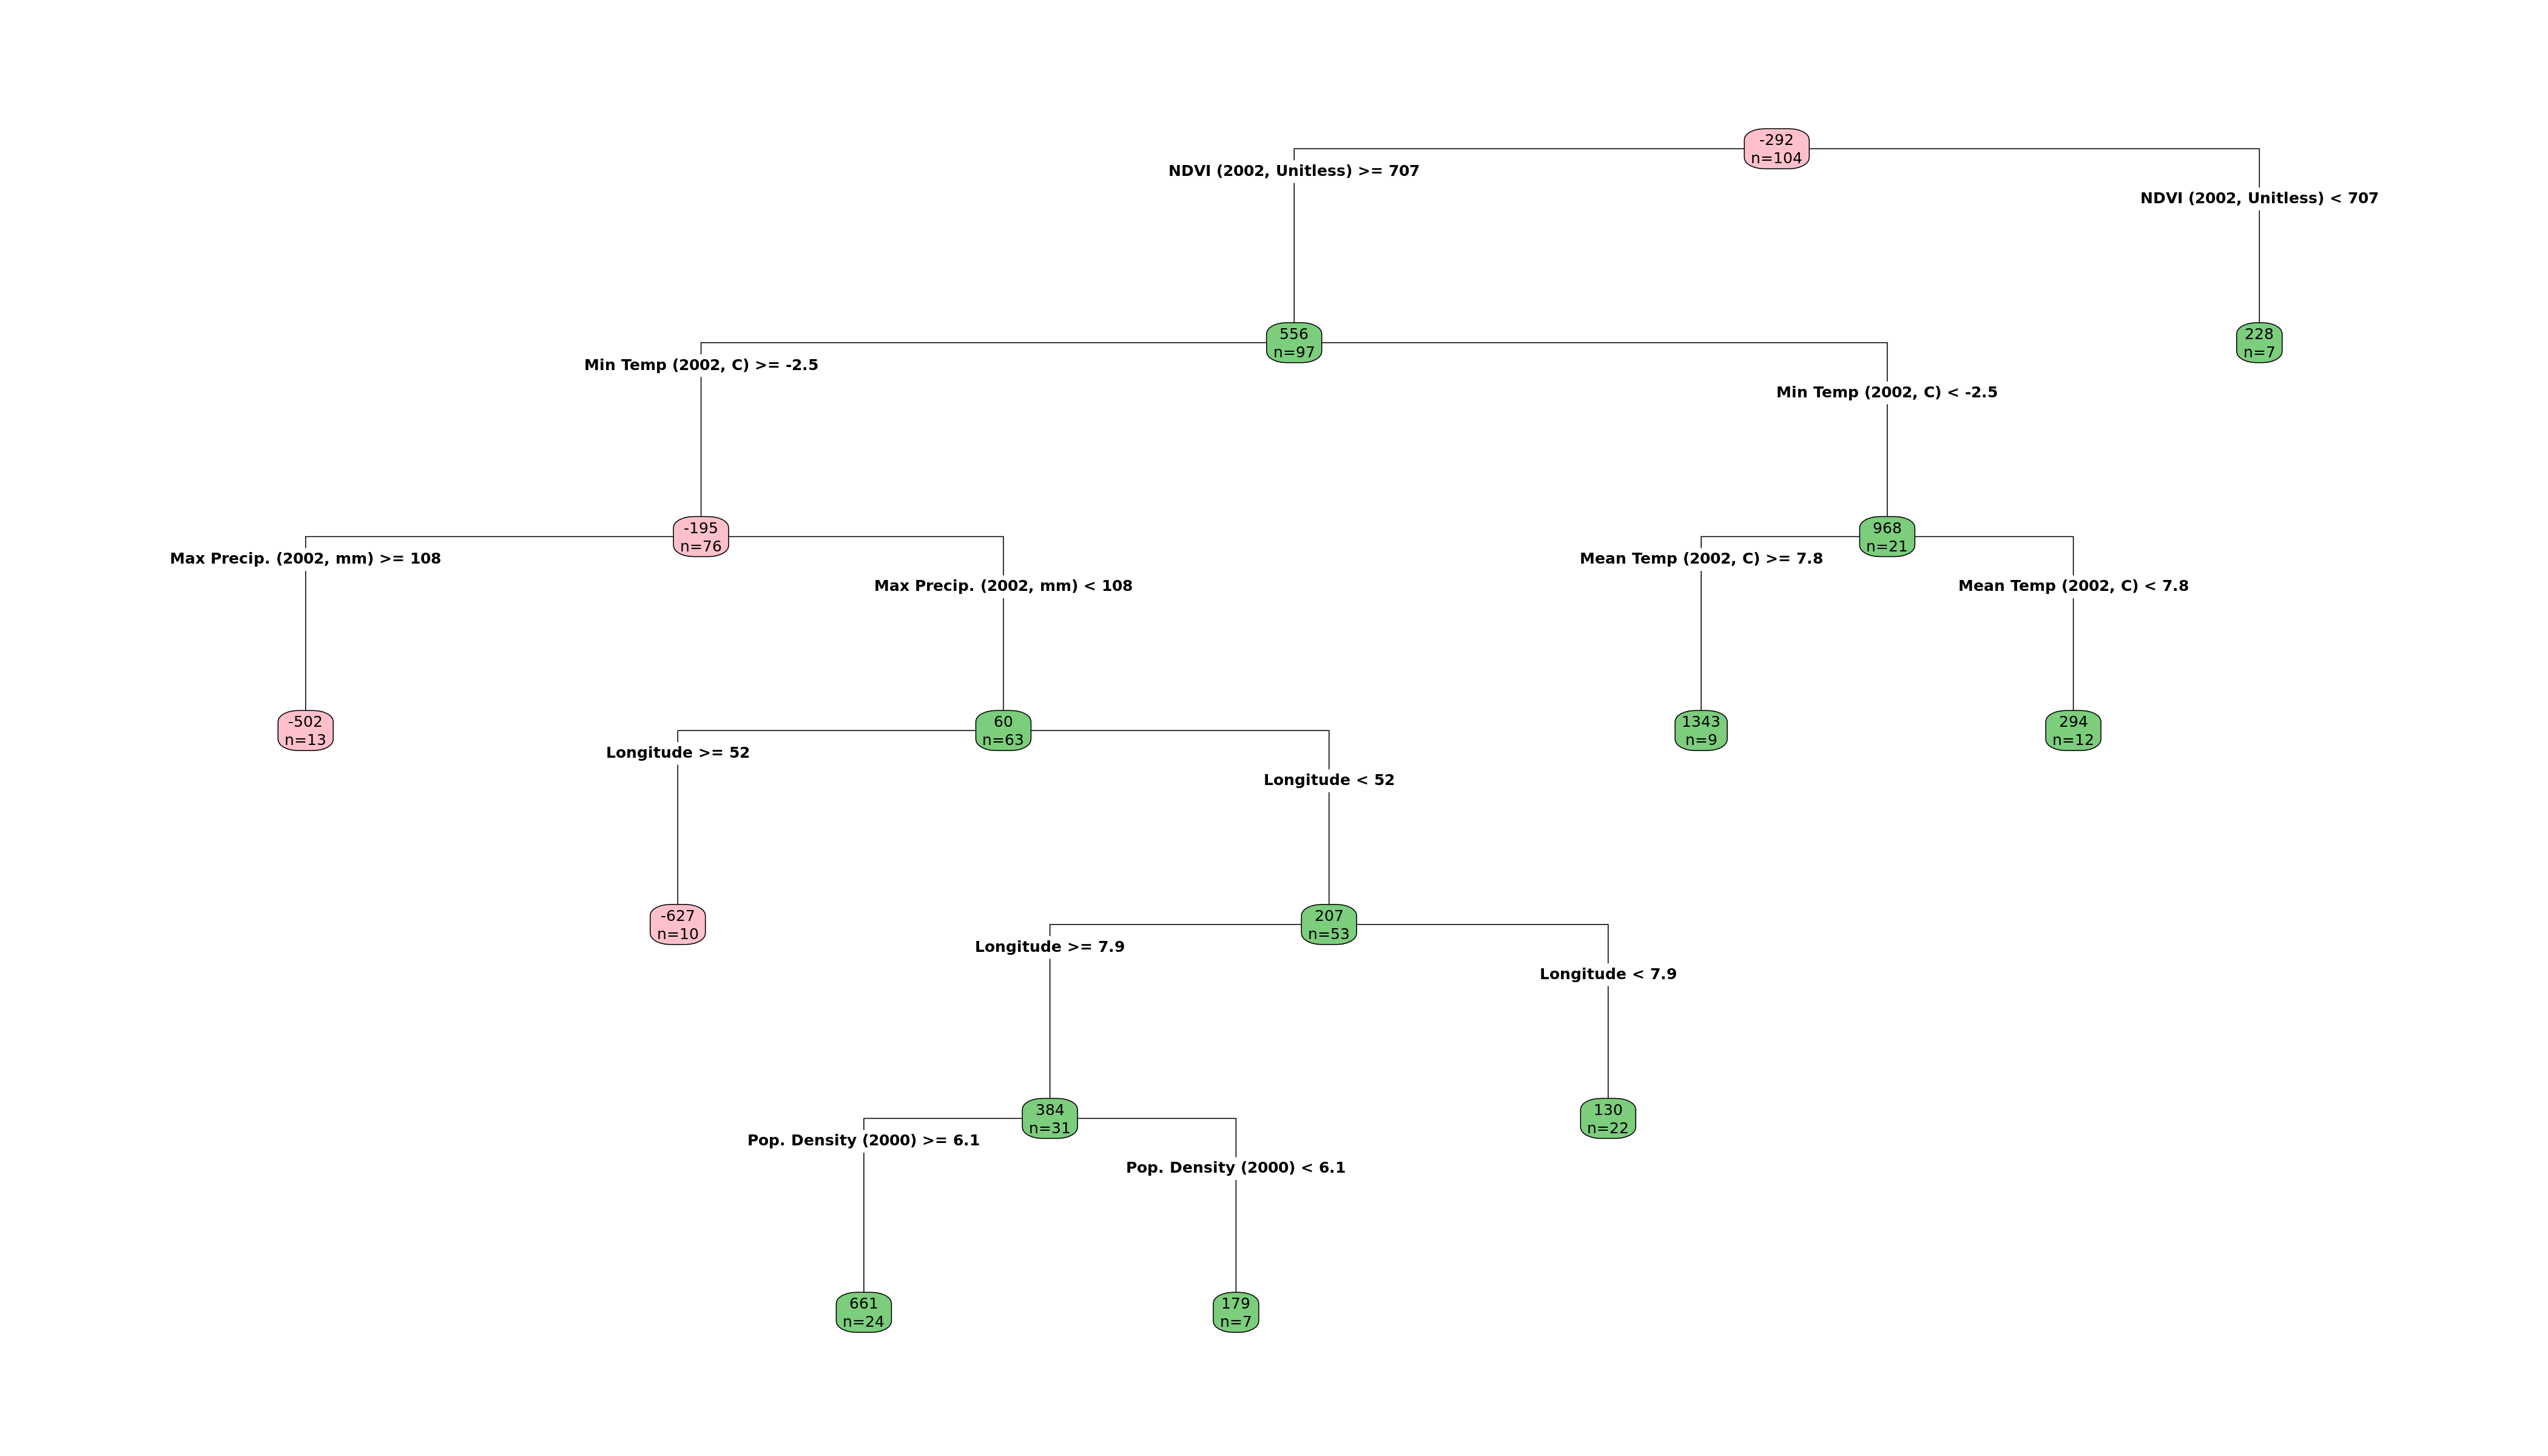 -292
n=104
NDVI (2002, Unitless) >= 707
NDVI (2002, Unitless) < 707
556
n=97
228
n=7
Min Temp (2002, C) >= -2.5
Min Temp (2002, C) < -2.5
-195
n=76
968
n=21
Max Precip. (2002, mm) >= 108
Max Precip. (2002, mm) < 108
Mean Temp (2002, C) >= 7.8
Mean Temp (2002, C) < 7.8
-502
n=13
60
n=63
1343
n=9
294
n=12
Longitude >= 52
Longitude < 52
-627
n=10
207
n=53
Longitude >= 7.9
Longitude < 7.9
384
n=31
130
n=22
Pop. Density (2000) >= 6.1
Pop. Density (2000) < 6.1
661
n=24
179
n=7